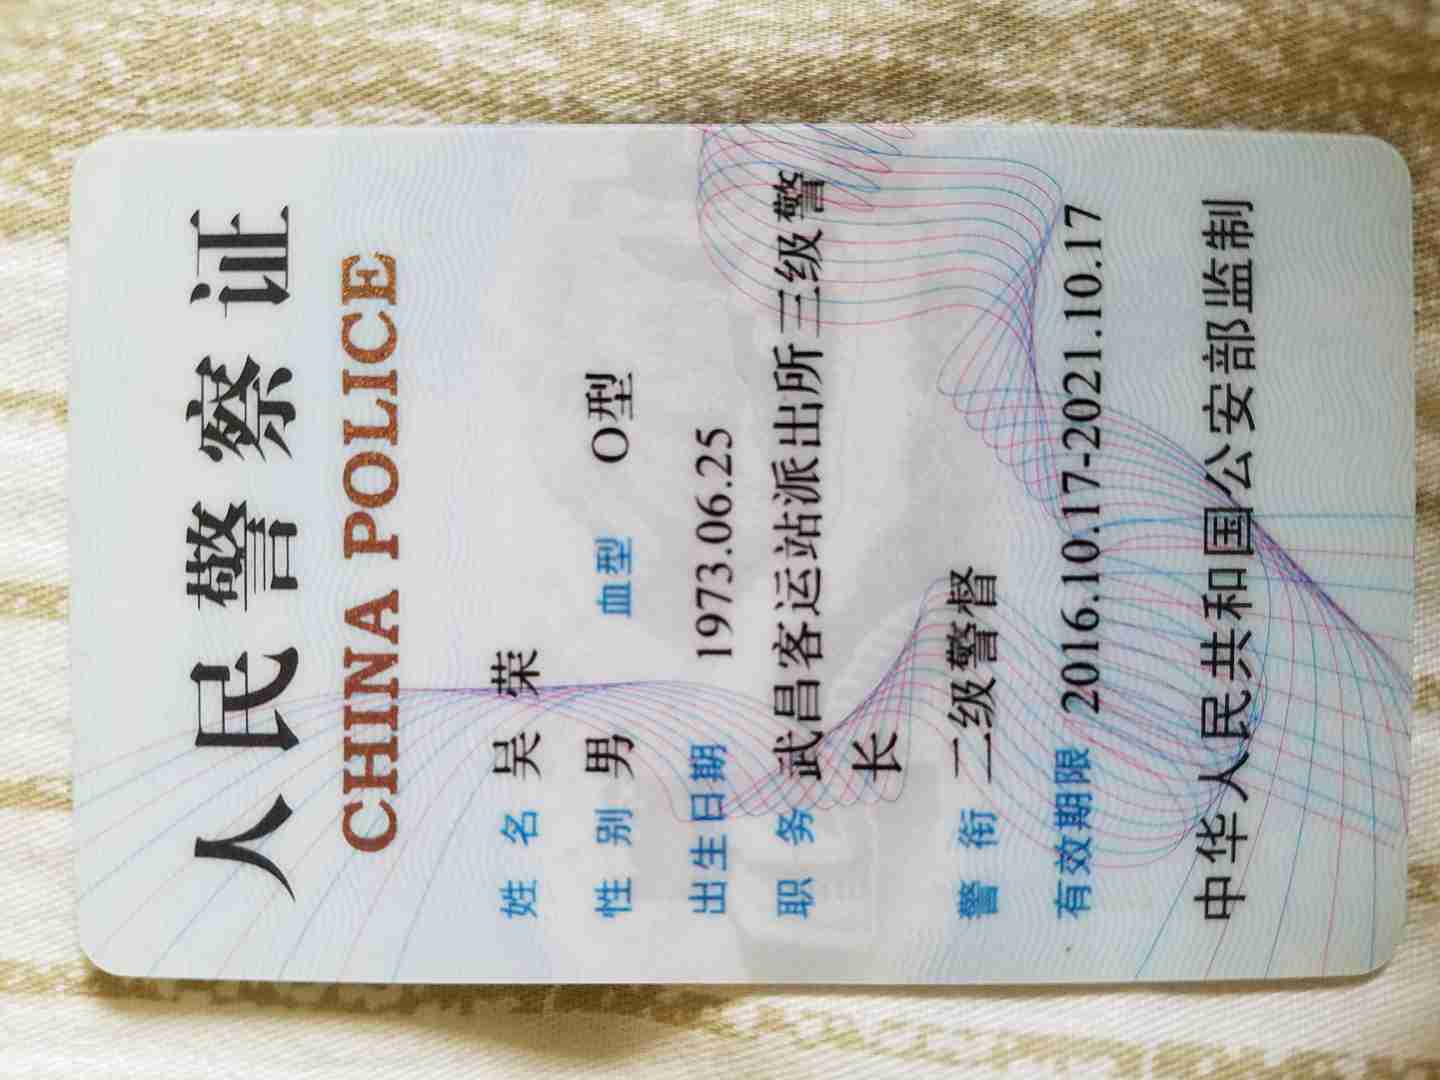 人民警察证
CHINA POLICE
姓 名 吴 荣
性 别 男 血型 O型
出生日期 1973.06.25
职 务 武昌客运站派出所三级警
长
警 衔 二级警督
有效期限 2016.10.17-2021.10.17
中华人民共和国公安部监制